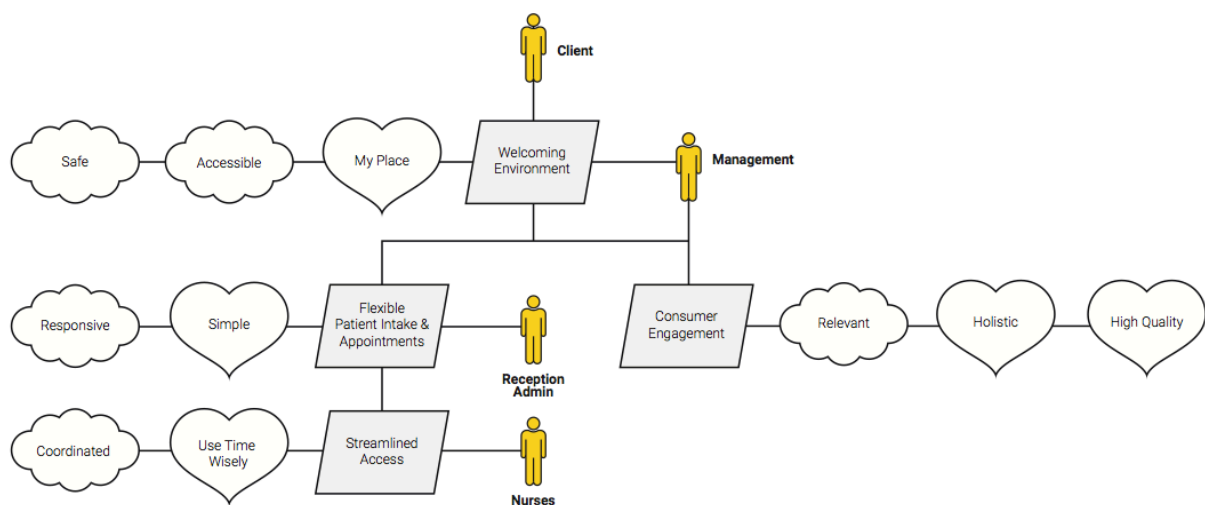 Client
Safe
Accessible
My Place
Welcoming
Environment
Management
Responsive
Simple
Flexible
Patient Intake &
Appointments
Reception
Admin
Consumer
Engagement
Relevant
Holistic
High Quality
Coordinated
Use Time
Wisely
Streamlined
Access
Nurses